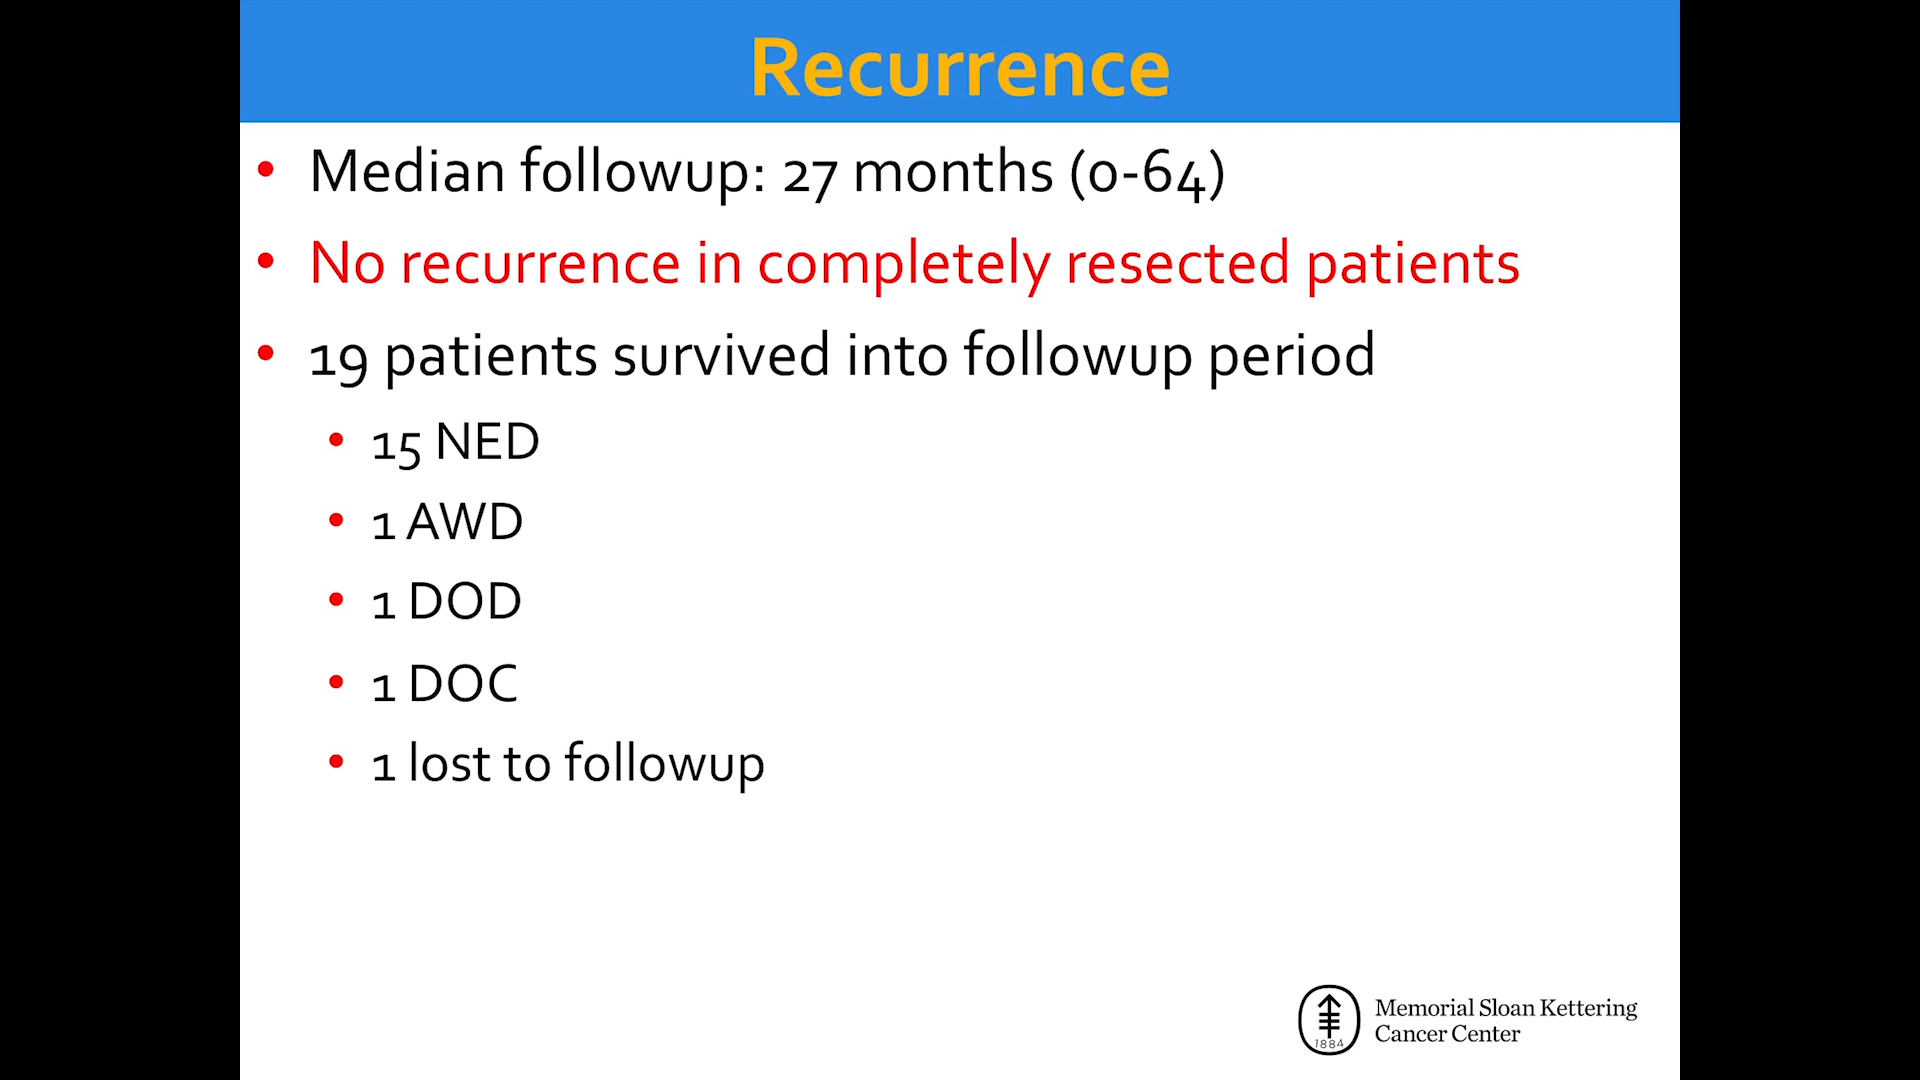 Recurrence
• Median followup: 27 months (0-64)
• No recurrence in completely resected patients
• 19 patients survived into followup period
• 15 NED
• 1 AWD
• 1 DOD
• 1 DOC
• 1 lost to followup
1884
Memorial Sloan Kettering
Cancer Center